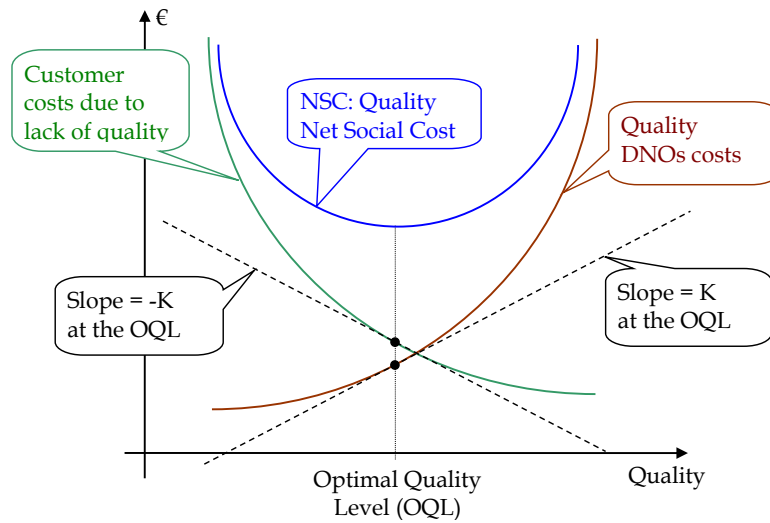 €
Customer
costs due to
lack of quality
NSC: Quality
Net Social Cost
Quality
DNOs costs
Slope = -K
at the OQL
Slope = K
at the OQL
Optimal Quality
Level (OQL)
Quality